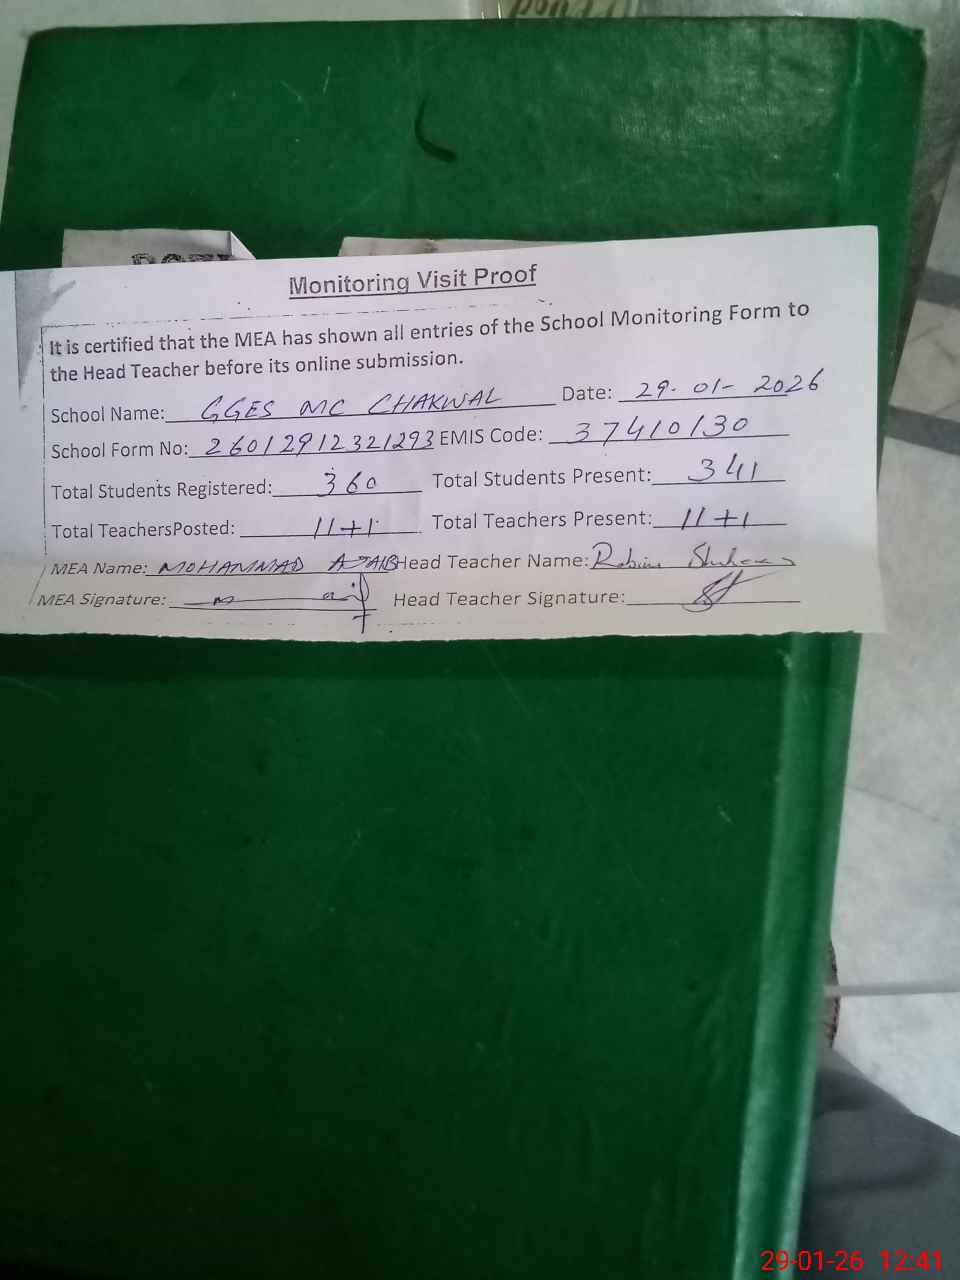 Monitoring Visit Proof
It is certified that the MEA has shown all entries of the School Monitoring Form to
the Head Teacher before its online submission.
School Name: GGES MC CHAKWAL Date: 29-01-2026
School Form No: 26012912321293 EMIS Code: 37410130
Total Students Registered: 360 Total Students Present: 341
Total TeachersPosted: 11+1 Total Teachers Present: 11+1
MEA Name: MOHAMMAD AJAIB Head Teacher Name:
MEA Signature: Head Teacher Signature:
29-01-26 12:41